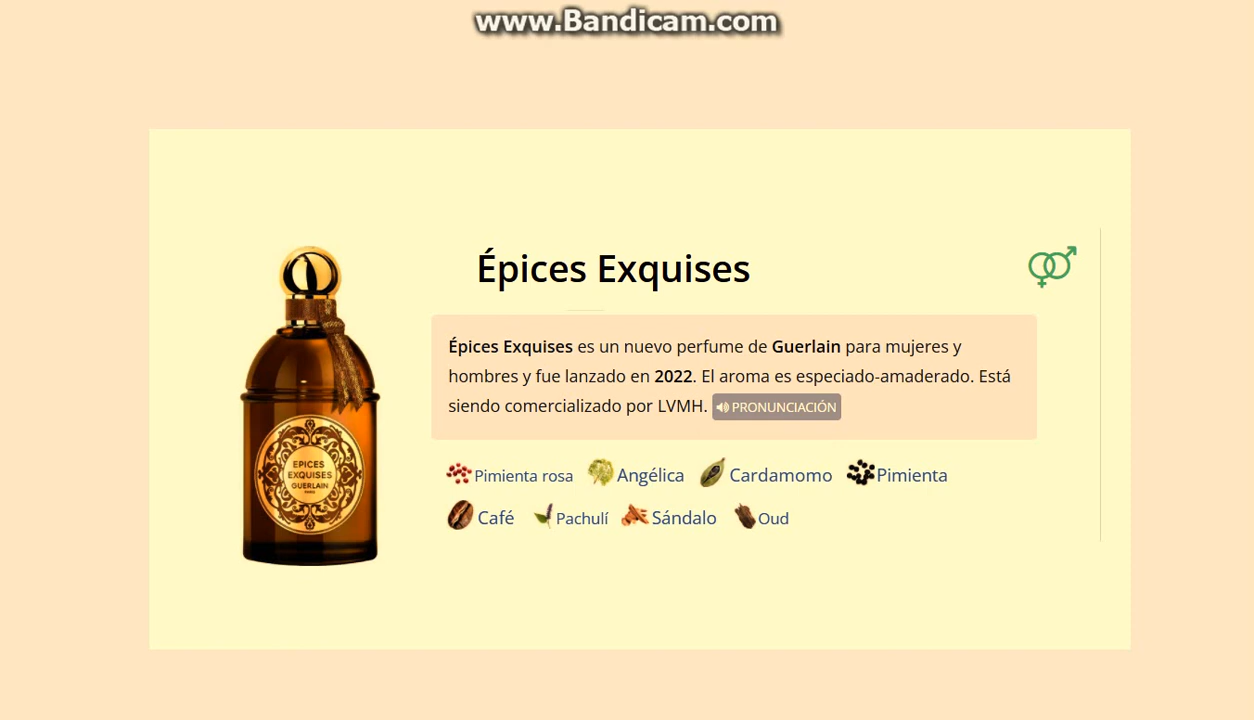 www.Bandicam.com
Épices Exquises
Épices Exquises es un nuevo perfume de Guerlain para mujeres y
hombres y fue lanzado en 2022. El aroma es especiado-amaderado. Está
siendo comercializado por LVMH. PRONUNCIACIÓN
Pimienta rosa Angélica Cardamomo Pimienta
Café Pachulí Sándalo Oud
EPICES
EXQUISES
GUERLAIN
PARIS